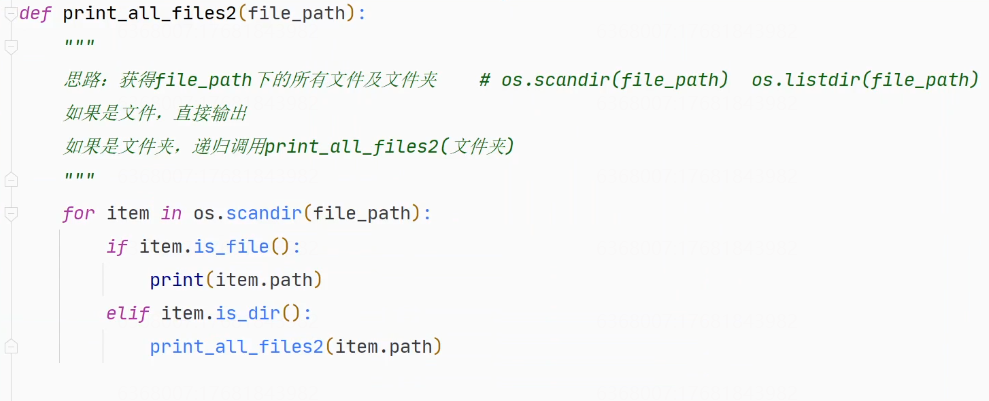 def print_all_files2(file_path):
    """
    思路：获得file_path下的所有文件及文件夹    # os.scandir(file_path)  os.listdir(file_path)
    如果是文件，直接输出
    如果是文件夹，递归调用print_all_files2(文件夹)
    """
    for item in os.scandir(file_path):
        if item.is_file():
            print(item.path)
        elif item.is_dir():
            print_all_files2(item.path)